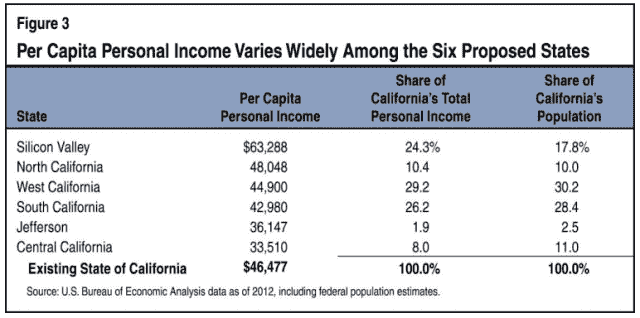 Figure 3
Per Capita Personal Income Varies Widely Among the Six Proposed States
State Per Capita Personal Income Share of California's Total Personal Income Share of California's Population
Silicon Valley $63,288 24.3% 17.8%
North California 48,048 10.4 10.0
West California 44,900 29.2 30.2
South California 42,980 26.2 28.4
Jefferson 36,147 1.9 2.5
Central California 33,510 8.0 11.0
Existing State of California $46,477 100.0% 100.0%
Source: U.S. Bureau of Economic Analysis data as of 2012, including federal population estimates.